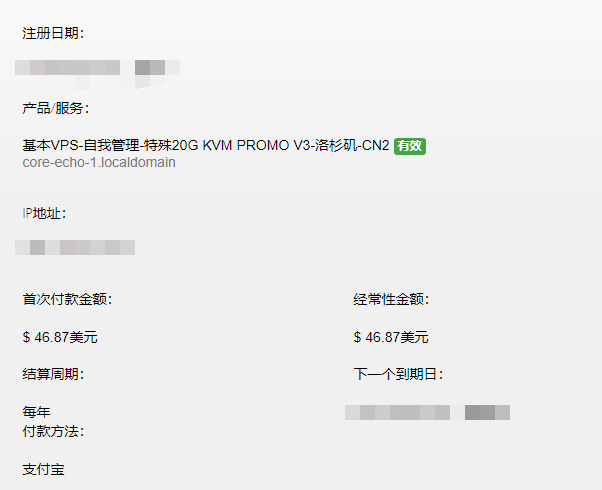 注册日期：
产品/服务：
基本VPS-自我管理-特殊20G KVM PROMO V3-洛杉矶-CN2 有效
core-echo-1.localdomain
IP地址：
首次付款金额： 经常性金额：
$ 46.87美元 $ 46.87美元
结算周期： 下一个到期日：
每年
付款方法：
支付宝